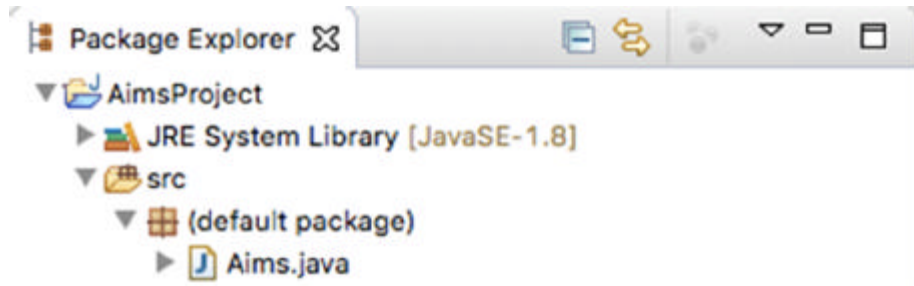 Package Explorer
AimsProject
JRE System Library [JavaSE-1.8]
src
(default package)
Aims.java